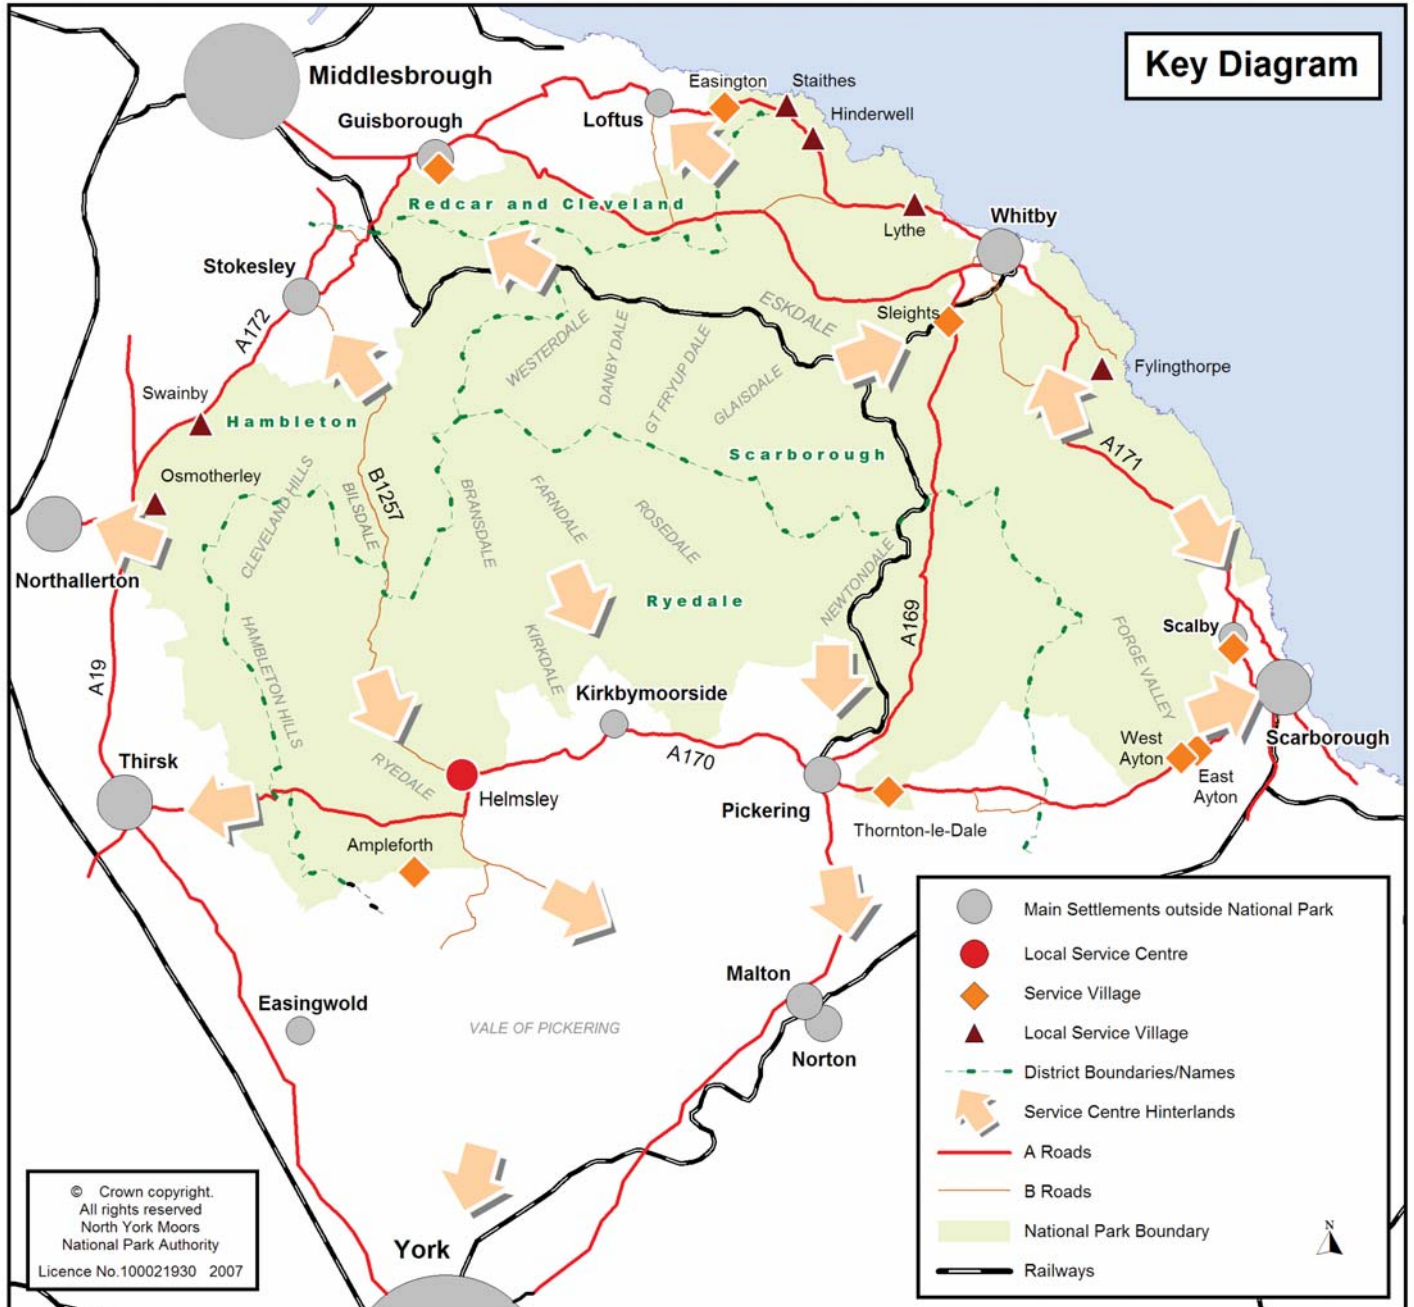 Key Diagram
Middlesbrough
Easington
Staithes
Hinderwell
Loftus
Guisborough
Redcar and Cleveland
Lythe
Whitby
Stokesley
A172
ESKDALE
Sleights
WESTERDALE
DANBY DALE
GT FRYUP DALE
GLAISDALE
Fylingthorpe
Swainby
Hambleton
Scarborough
A171
Osmotherley
CLEVELAND HILLS
BILSDALE
B1257
BRANSDALE
FARNDALE
ROSEDALE
NEWTONDALE
Northallerton
Ryedale
A169
HAMBLETON HILLS
KIRKDALE
FORGE VALLEY
Scalby
A19
Kirkbymoorside
Thirsk
RYEDALE
A170
West
Ayton
Scarborough
East
Ayton
Helmsley
Pickering
Thornton-le-Dale
Ampleforth
Malton
Easingwold
VALE OF PICKERING
Norton
York
Main Settlements outside National Park
Local Service Centre
Service Village
Local Service Village
District Boundaries/Names
Service Centre Hinterlands
A Roads
B Roads
National Park Boundary
Railways
N
© Crown copyright.
All rights reserved
North York Moors
National Park Authority
Licence No.100021930 2007